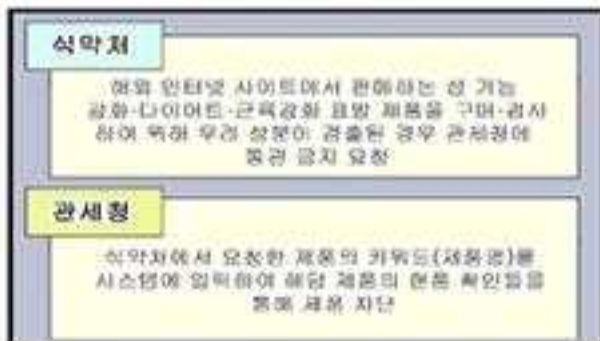 식약처
해외 인터넷 사이트에서 판매하는 성 기능
강화·다이어트·근육강화 표방 제품을 구매·검사
하여 위해 우려 성분이 검출된 경우 관세청에
통관 금지 요청
관세청
식약처에서 요청한 제품의 키워드(제품명)를
시스템에 입력하여 해당 제품의 현품 확인등을
통해 제품 차단